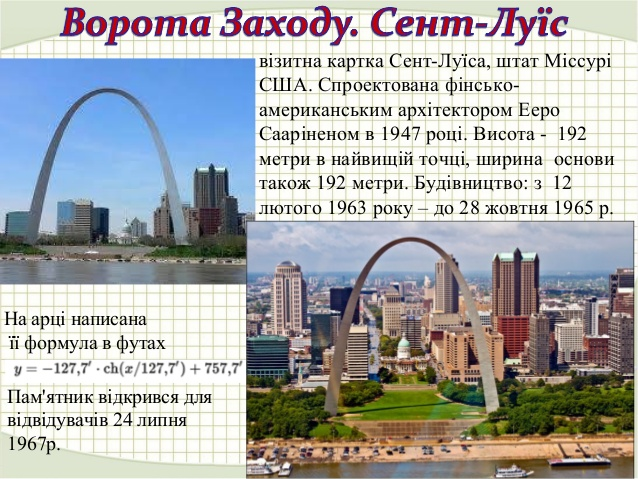 Ворота Заходу. Сент-Луїс
візитна картка Сент-Луїса, штат Міссурі
США. Спроектована фінсько-
американським архітектором Ееро
Саарінeном в 1947 році. Висота - 192
метри в найвищій точці, ширина основи
також 192 метри. Будівництво: з 12
лютого 1963 року – до 28 жовтня 1965 р.
На арці написана
її формула в футах
y = −127,7′ · ch(x/127,7′) + 757,7′
Пам'ятник відкрився для
відвідувачів 24 липня
1967р.